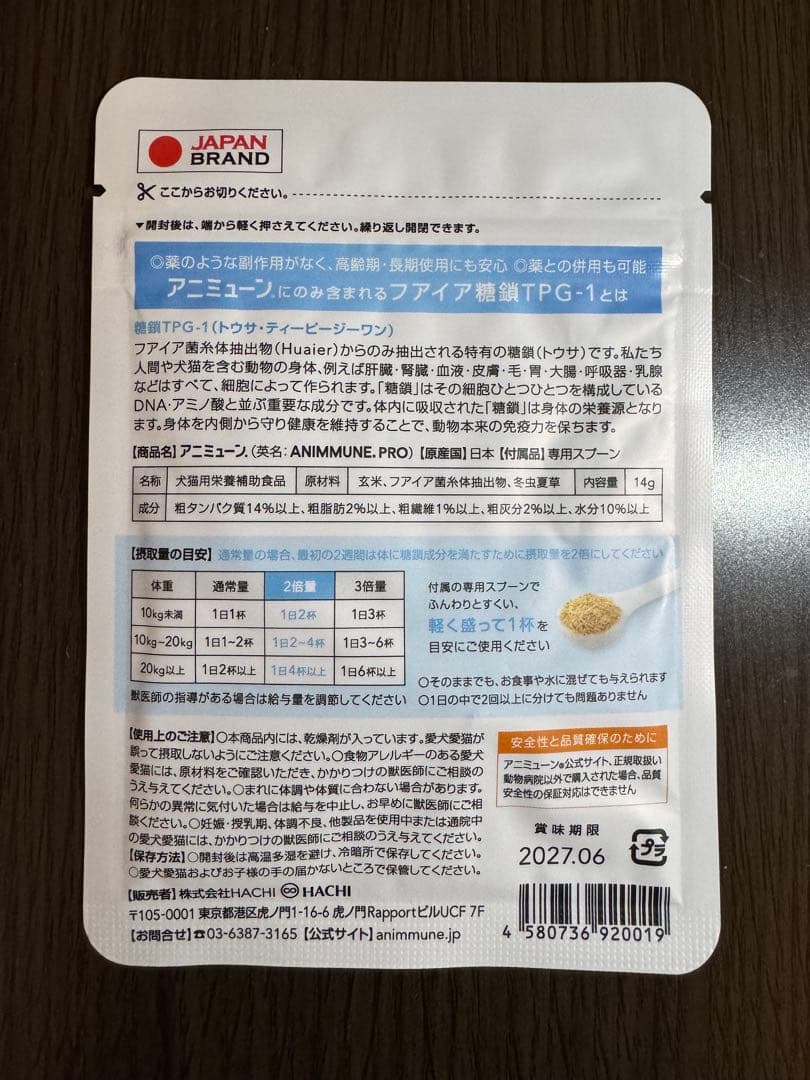 JAPAN
BRAND
ここからお切りください。
▼開封後は、端から軽く押さえてください。繰り返し開閉できます。
◎薬のような副作用がなく、高齢期・長期使用にも安心 ◎薬との併用も可能
アニミューン®にのみ含まれるフアイア糖鎖TPG-1とは
糖鎖TPG-1(トウサ・ティーピージーワン)
フアイア菌糸体抽出物(Huaier)からのみ抽出される特有の糖鎖(トウサ)です。私たち
人間や犬猫を含む動物の身体、例えば肝臓・腎臓・血液・皮膚・毛・胃・大腸・呼吸器・乳腺
などはすべて、細胞によって作られます。「糖鎖」はその細胞ひとつひとつを構成している
DNA・アミノ酸と並ぶ重要な成分です。体内に吸収された「糖鎖」は身体の栄養源となり
ます。身体を内側から守り健康を維持することで、動物本来の免疫力を保ちます。
【商品名】アニミューン®(英名:ANIMMUNE® PRO)【原産国】日本【付属品】専用スプーン
名称 犬猫用栄養補助食品 原材料 玄米、フアイア菌糸体抽出物、冬虫夏草 内容量 14g
成分 粗タンパク質14%以上、粗脂肪2%以上、粗繊維1%以上、粗灰分2%以上、水分10%以上
【摂取量の目安】通常量の場合、最初の2週間は体に糖鎖成分を満たすために摂取量を2倍にしてください
体重 通常量 2倍量 3倍量
10kg未満 1日1杯 1日2杯 1日3杯
10kg~20kg 1日1~2杯 1日2~4杯 1日3~6杯
20kg以上 1日2杯以上 1日4杯以上 1日6杯以上
獣医師の指導がある場合は給与量を調節してください
付属の専用スプーンで
ふんわりとすくい、
軽く盛って1杯を
目安にご使用ください
○そのままでも、お食事や水に混ぜても与えられます
○1日の中で2回以上に分けても問題ありません
【使用上のご注意】○本商品内には、乾燥剤が入っています。愛犬愛猫が
誤って摂取しないようにご注意ください。○食物アレルギーのある愛犬
愛猫には、原材料をご確認いただき、かかりつけの獣医師にご相談の
うえ与えてください。○まれに体調や体質に合わない場合があります。
何らかの異常に気付いた場合は給与を中止し、お早めに獣医師にご相
談ください。○妊娠・授乳期、体調不良、他製品を使用中または通院中
の愛犬愛猫には、かかりつけの獣医師にご相談のうえ与えてください。
【保存方法】○開封後は高温多湿を避け、冷暗所で保存してください。
○愛犬愛猫およびお子様の手の届かないところで保管してください。
安全性と品質確保のために
アニミューン®公式サイト、正規取扱い
動物病院以外で購入された場合、品質
安全性の保証対応はできません
賞味期限
2027.06
プラ
【販売者】株式会社HACHI HACHI
〒105-0001 東京都港区虎ノ門1-16-6 虎ノ門RapportビルUCF 7F
【お問合せ】☎03-6387-3165【公式サイト】animmune.jp
4 580736 920019